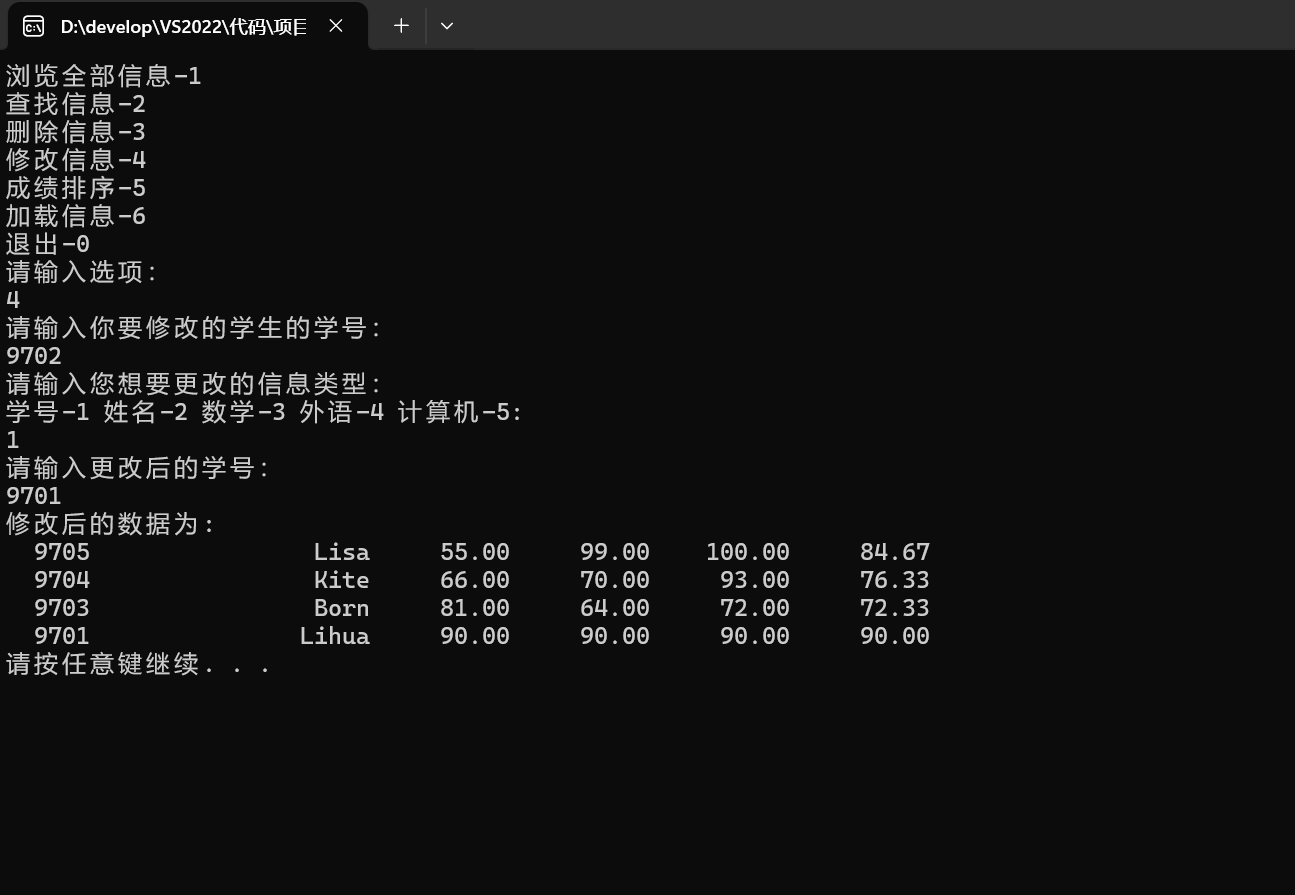 D:\develop\VS2022\代码\项目
浏览全部信息-1
查找信息-2
删除信息-3
修改信息-4
成绩排序-5
加载信息-6
退出-0
请输入选项:
4
请输入你要修改的学生的学号:
9702
请输入您想要更改的信息类型:
学号-1 姓名-2 数学-3 外语-4 计算机-5:
1
请输入更改后的学号:
9701
修改后的数据为:
9705 Lisa 55.00 99.00 100.00 84.67
9704 Kite 66.00 70.00 93.00 76.33
9703 Born 81.00 64.00 72.00 72.33
9701 Lihua 90.00 90.00 90.00 90.00
请按任意键继续. . .